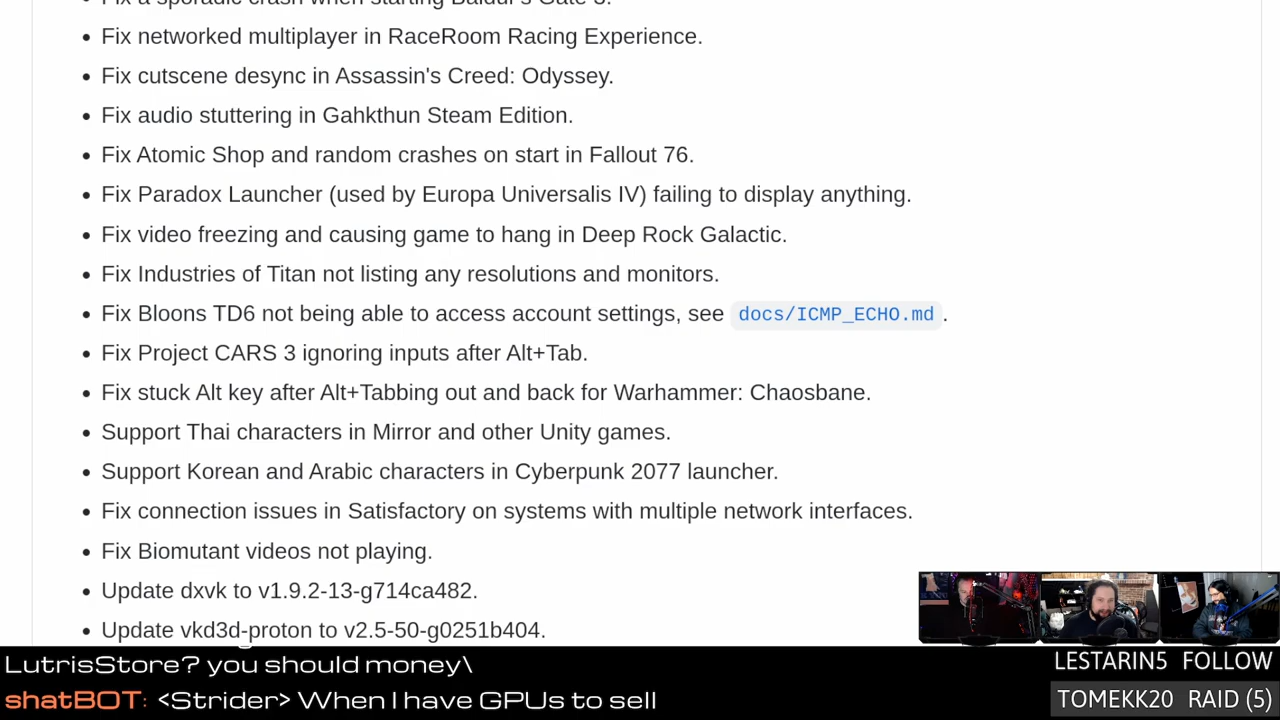 Fix a sporadic crash when starting Baldur's Gate 3.
Fix networked multiplayer in RaceRoom Racing Experience.
Fix cutscene desync in Assassin's Creed: Odyssey.
Fix audio stuttering in Gahkthun Steam Edition.
Fix Atomic Shop and random crashes on start in Fallout 76.
Fix Paradox Launcher (used by Europa Universalis IV) failing to display anything.
Fix video freezing and causing game to hang in Deep Rock Galactic.
Fix Industries of Titan not listing any resolutions and monitors.
Fix Bloons TD6 not being able to access account settings, see docs/ICMP_ECHO.md.
Fix Project CARS 3 ignoring inputs after Alt+Tab.
Fix stuck Alt key after Alt+Tabbing out and back for Warhammer: Chaosbane.
Support Thai characters in Mirror and other Unity games.
Support Korean and Arabic characters in Cyberpunk 2077 launcher.
Fix connection issues in Satisfactory on systems with multiple network interfaces.
Fix Biomutant videos not playing.
Update dxvk to v1.9.2-13-g714ca482.
Update vkd3d-proton to v2.5-50-g0251b404.
LutrisStore? you should money\
shatBOT: <Strider> When I have GPUs to sell
LESTARIN5 FOLLOW
TOMEKK20 RAID (5)